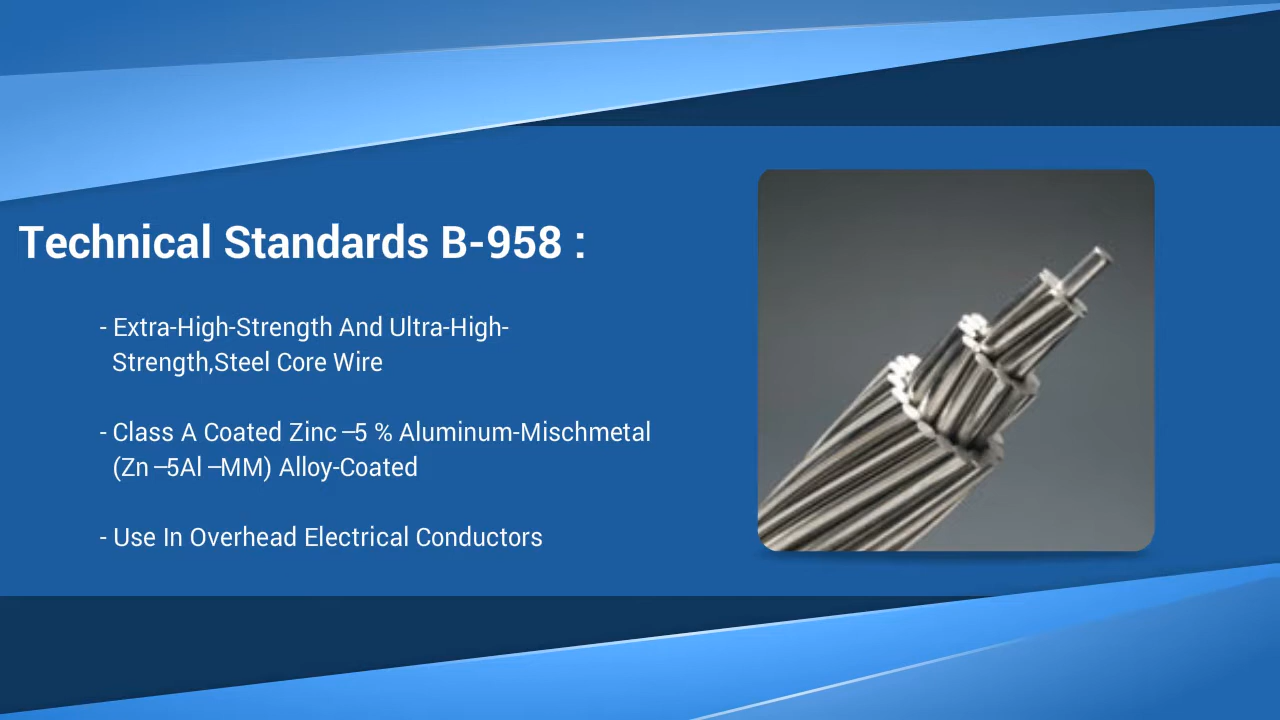 Technical Standards B-958 :
- Extra-High-Strength And Ultra-High-
Strength,Steel Core Wire
- Class A Coated Zinc –5 % Aluminum-Mischmetal
(Zn –5Al –MM) Alloy-Coated
- Use In Overhead Electrical Conductors